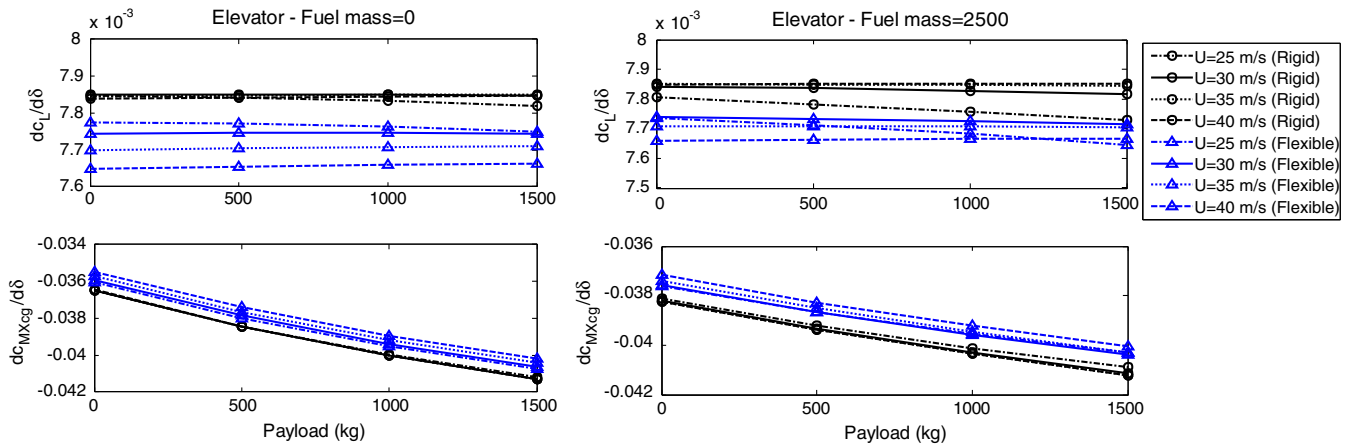 Elevator - Fuel mass=0
x 10⁻³
8
7.9
7.8
7.7
7.6
dc_L/dδ
0 500 1000 1500
Elevator - Fuel mass=2500
x 10⁻³
8
7.9
7.8
7.7
7.6
7.5
dc_L/dδ
0 500 1000 1500
U=25 m/s (Rigid)
U=30 m/s (Rigid)
U=35 m/s (Rigid)
U=40 m/s (Rigid)
U=25 m/s (Flexible)
U=30 m/s (Flexible)
U=35 m/s (Flexible)
U=40 m/s (Flexible)
-0.034
-0.036
-0.038
-0.04
-0.042
dc_MXcg/dδ
0 500 1000 1500
Payload (kg)
-0.036
-0.038
-0.04
-0.042
dc_MXcg/dδ
0 500 1000 1500
Payload (kg)